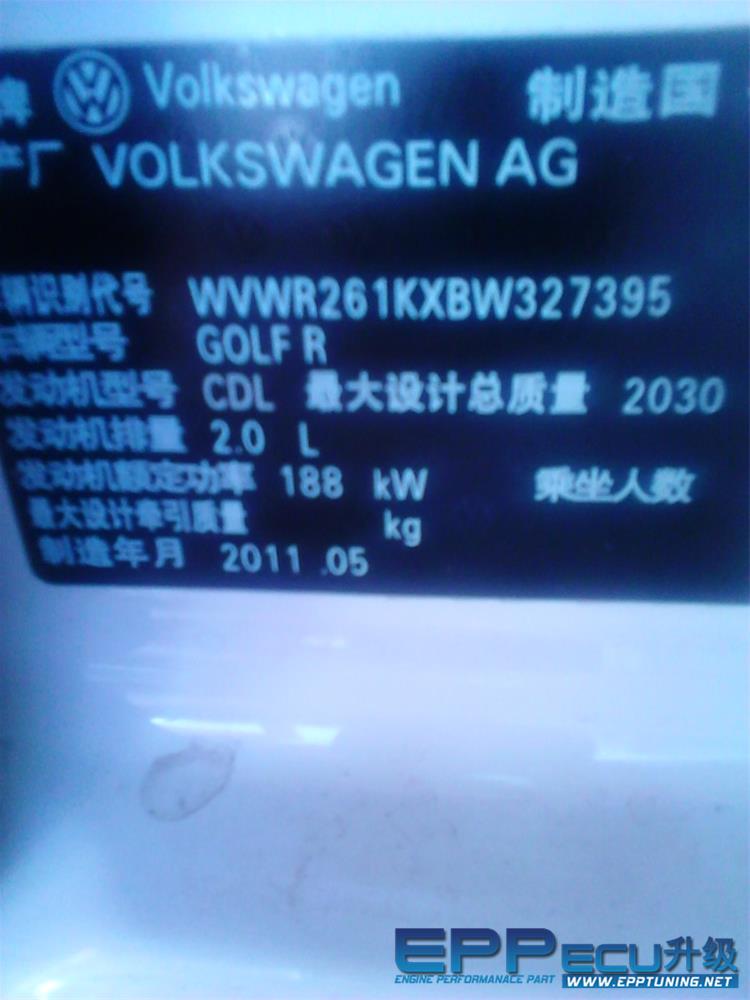 牌 Volkswagen 制造国
产厂 VOLKSWAGEN AG
车辆识别代号 WVWR261KXBW327395
车辆型号 GOLF R
发动机型号 CDL 最大设计总质量 2030
发动机排量 2.0 L
发动机额定功率 188 kW 乘坐人数
最大设计牵引质量 kg
制造年月 2011.05
EPPECU升级
ENGINE PERFORMANACE PART WWW.EPPTUNING.NET